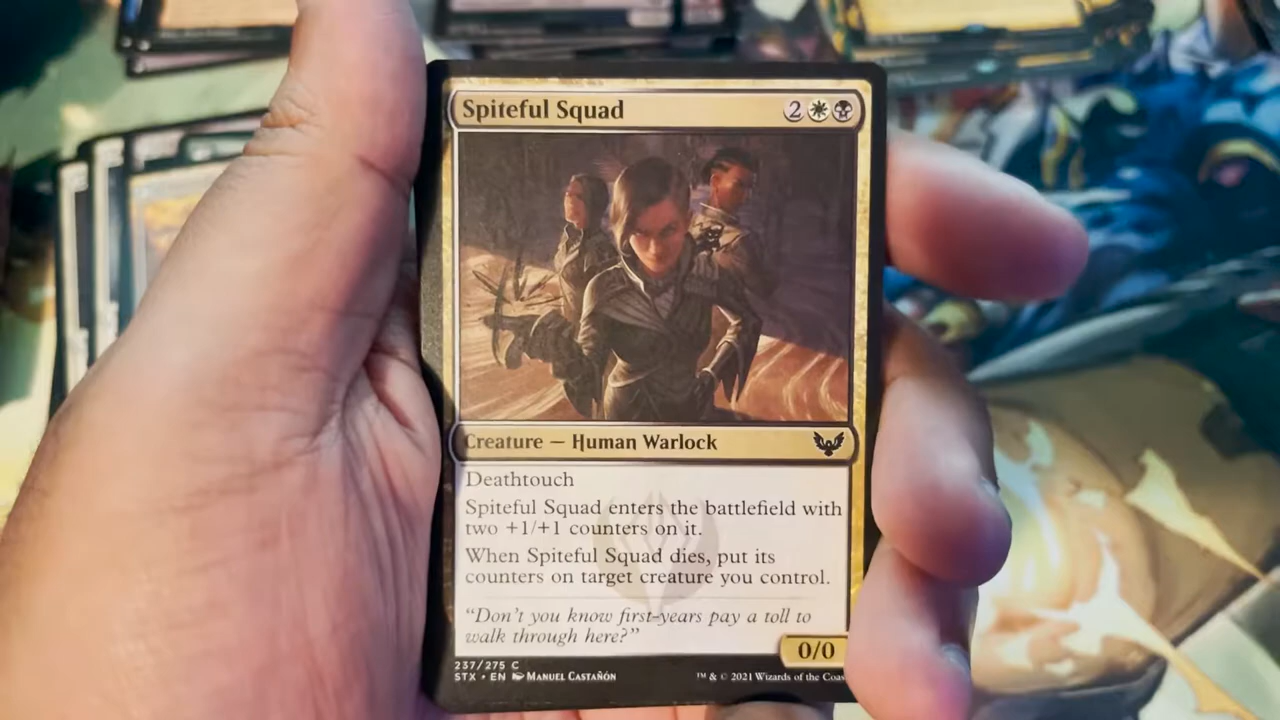 Spiteful Squad 2
Creature — Human Warlock
Deathtouch
Spiteful Squad enters the battlefield with
two +1/+1 counters on it.
When Spiteful Squad dies, put its
counters on target creature you control.
“Don’t you know first-years pay a toll to
walk through here?”
0/0
237/275 C
STX • EN Manuel Castañón
™ & © 2021 Wizards of the